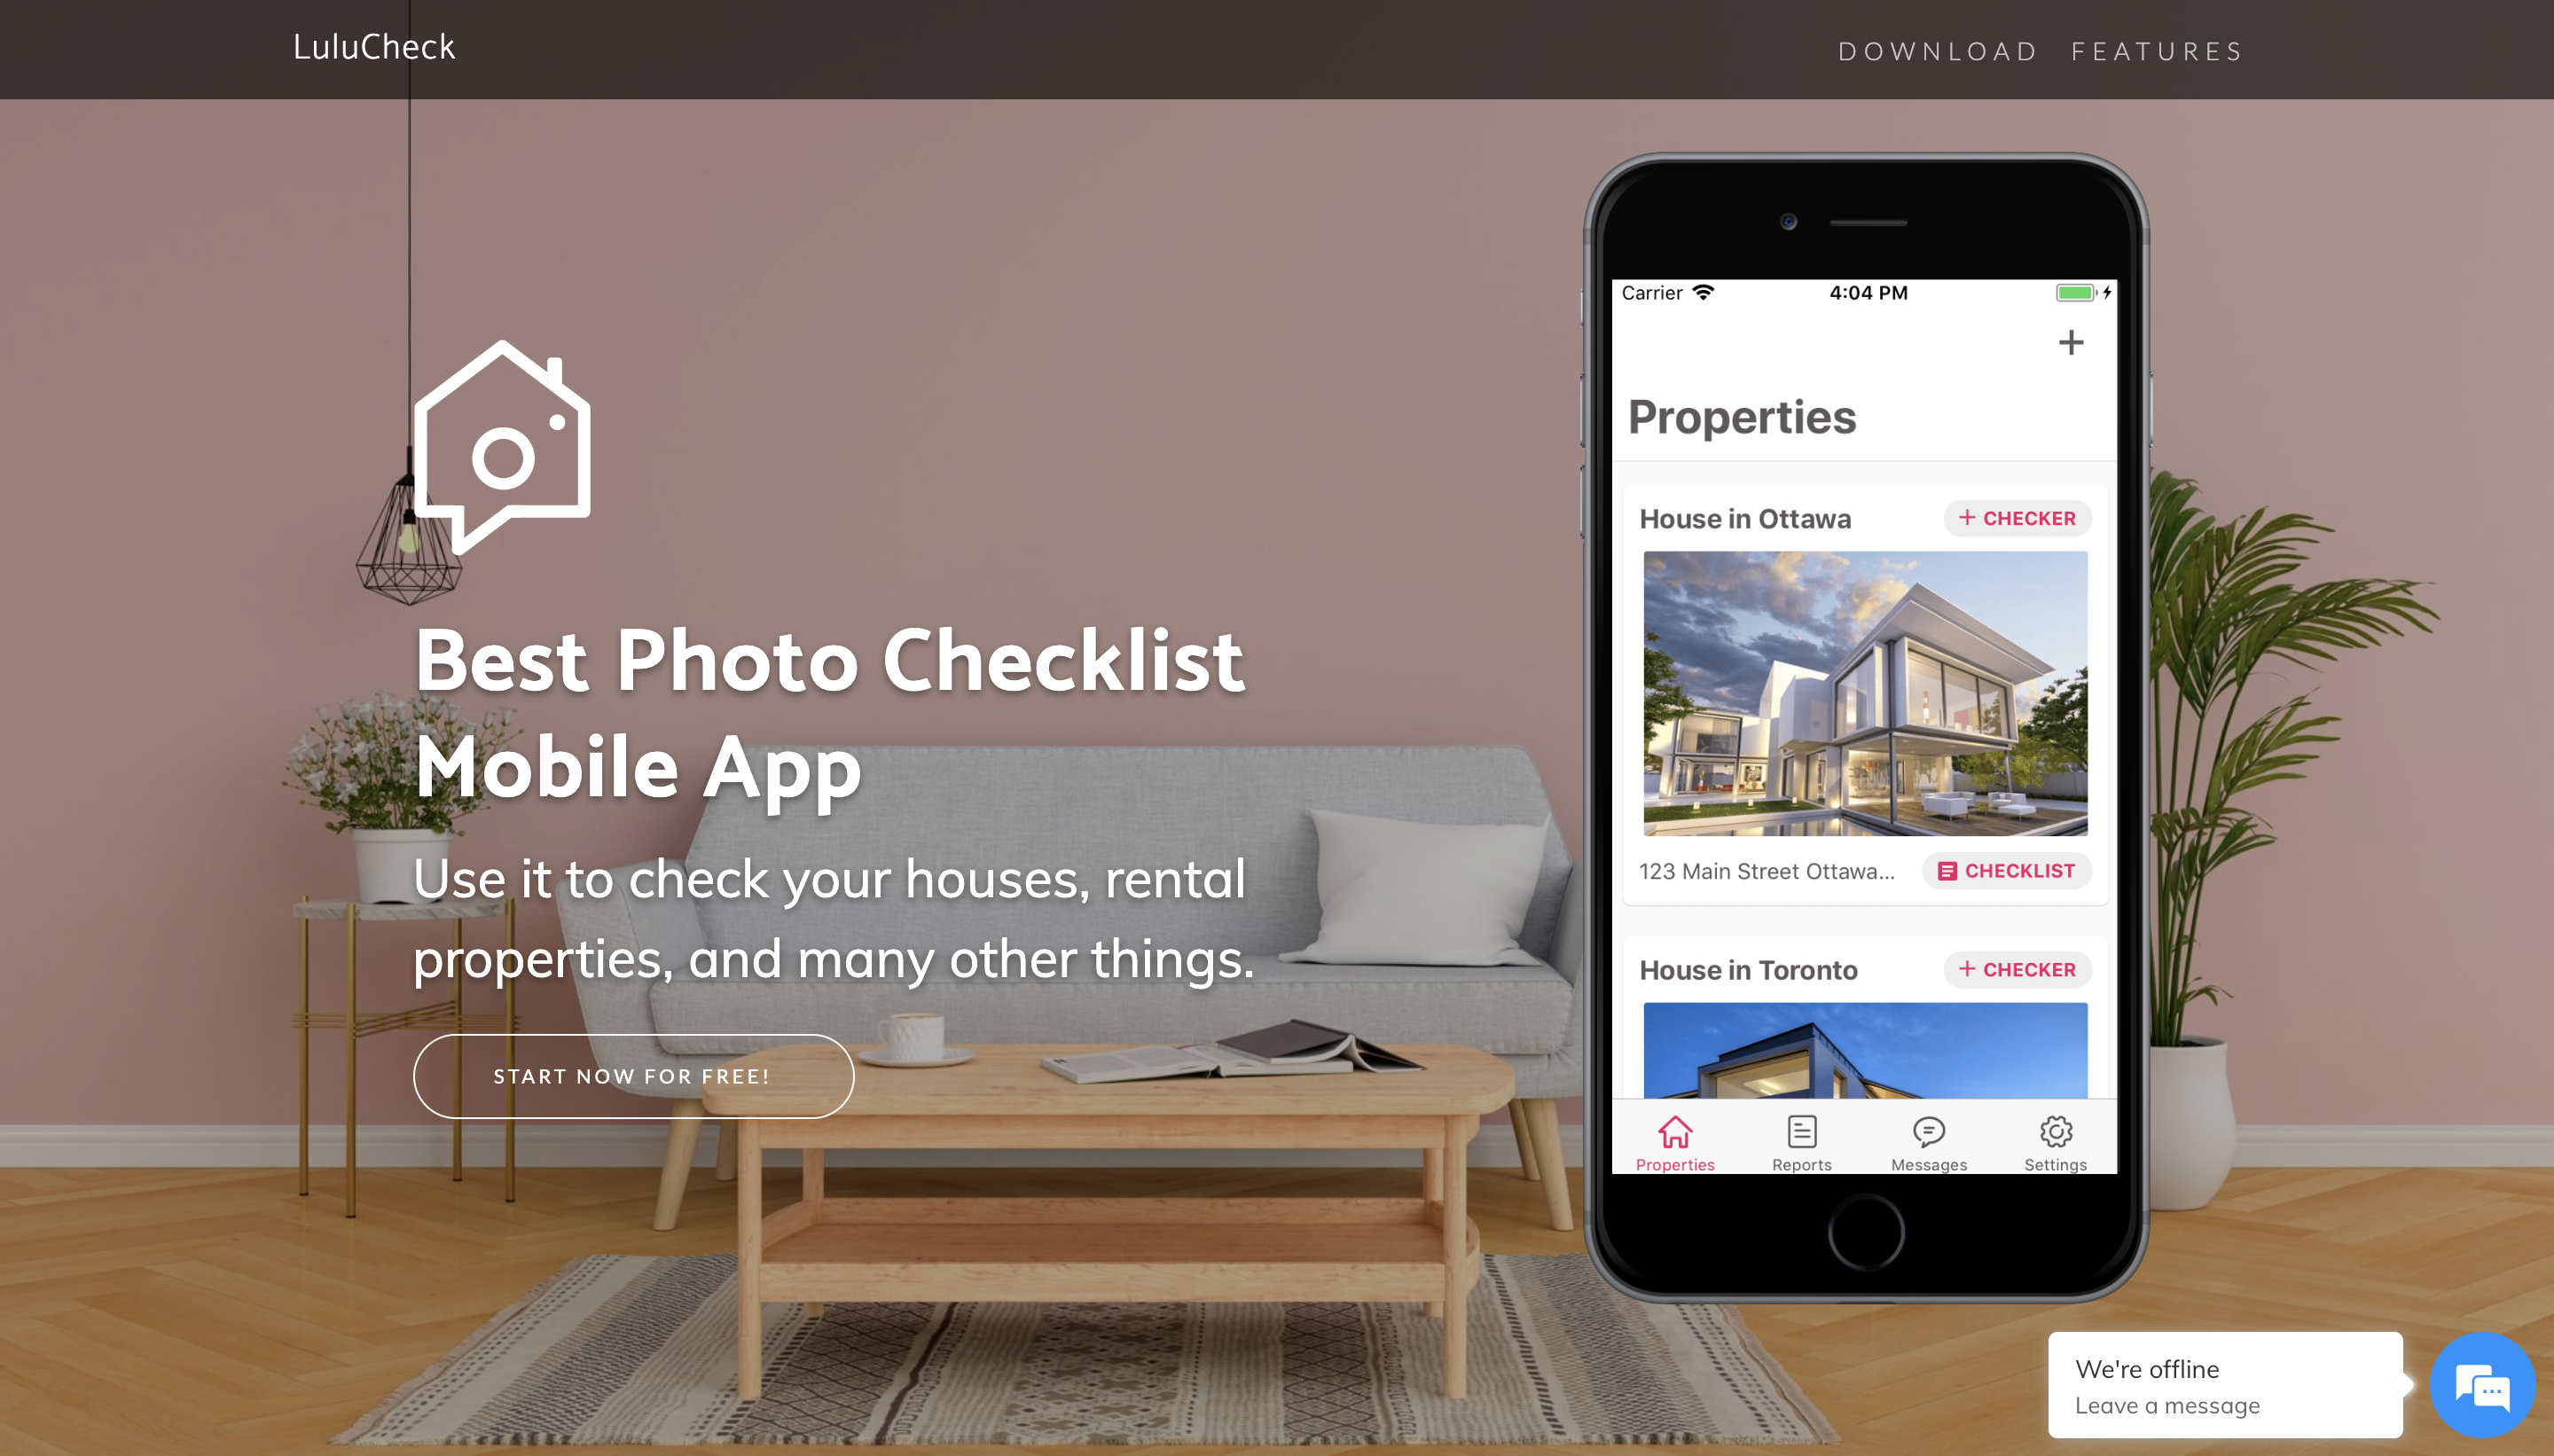 LuluCheck
DOWNLOAD FEATURES
Best Photo Checklist
Mobile App
Use it to check your houses, rental
properties, and many other things.
START NOW FOR FREE!
Carrier 4:04 PM
+
Properties
House in Ottawa + CHECKER
123 Main Street Ottawa... CHECKLIST
House in Toronto + CHECKER
Properties Reports Messages Settings
We're offline
Leave a message